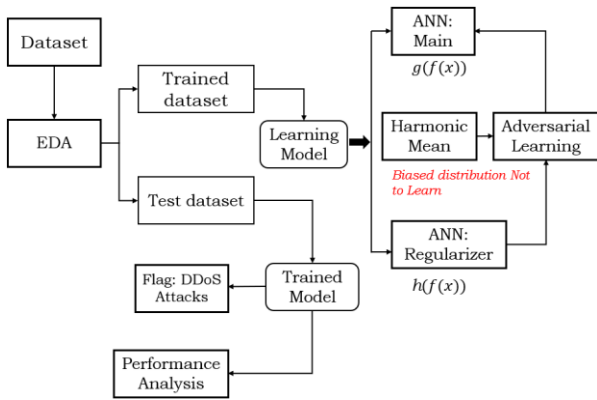 Dataset
EDA
Trained
dataset
Test dataset
Learning
Model
Trained
Model
Flag: DDoS
Attacks
Performance
Analysis
ANN:
Main
g(f(x))
Harmonic
Mean
Adversarial
Learning
Biased distribution Not
to Learn
ANN:
Regularizer
h(f(x))